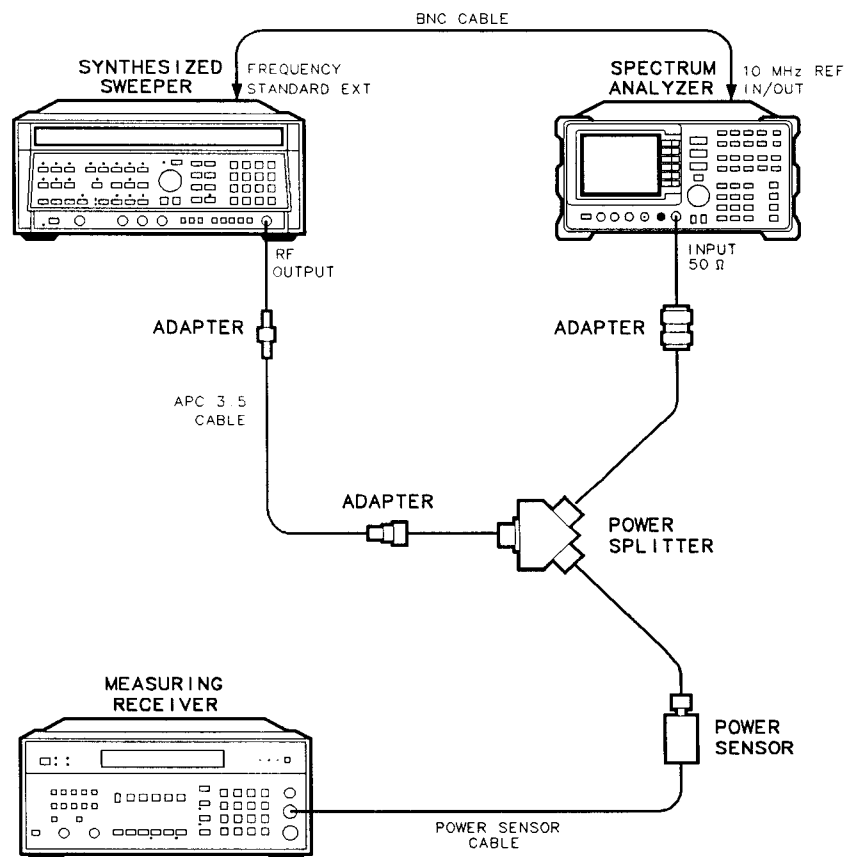 BNC CABLE
SYNTHESIZED
SWEEPER
FREQUENCY
STANDARD EXT
SPECTRUM
ANALYZER
10 MHz REF
IN/OUT
RF
OUTPUT
INPUT
50 Ω
ADAPTER
ADAPTER
APC 3.5
CABLE
ADAPTER
POWER
SPLITTER
MEASURING
RECEIVER
POWER
SENSOR
POWER SENSOR
CABLE